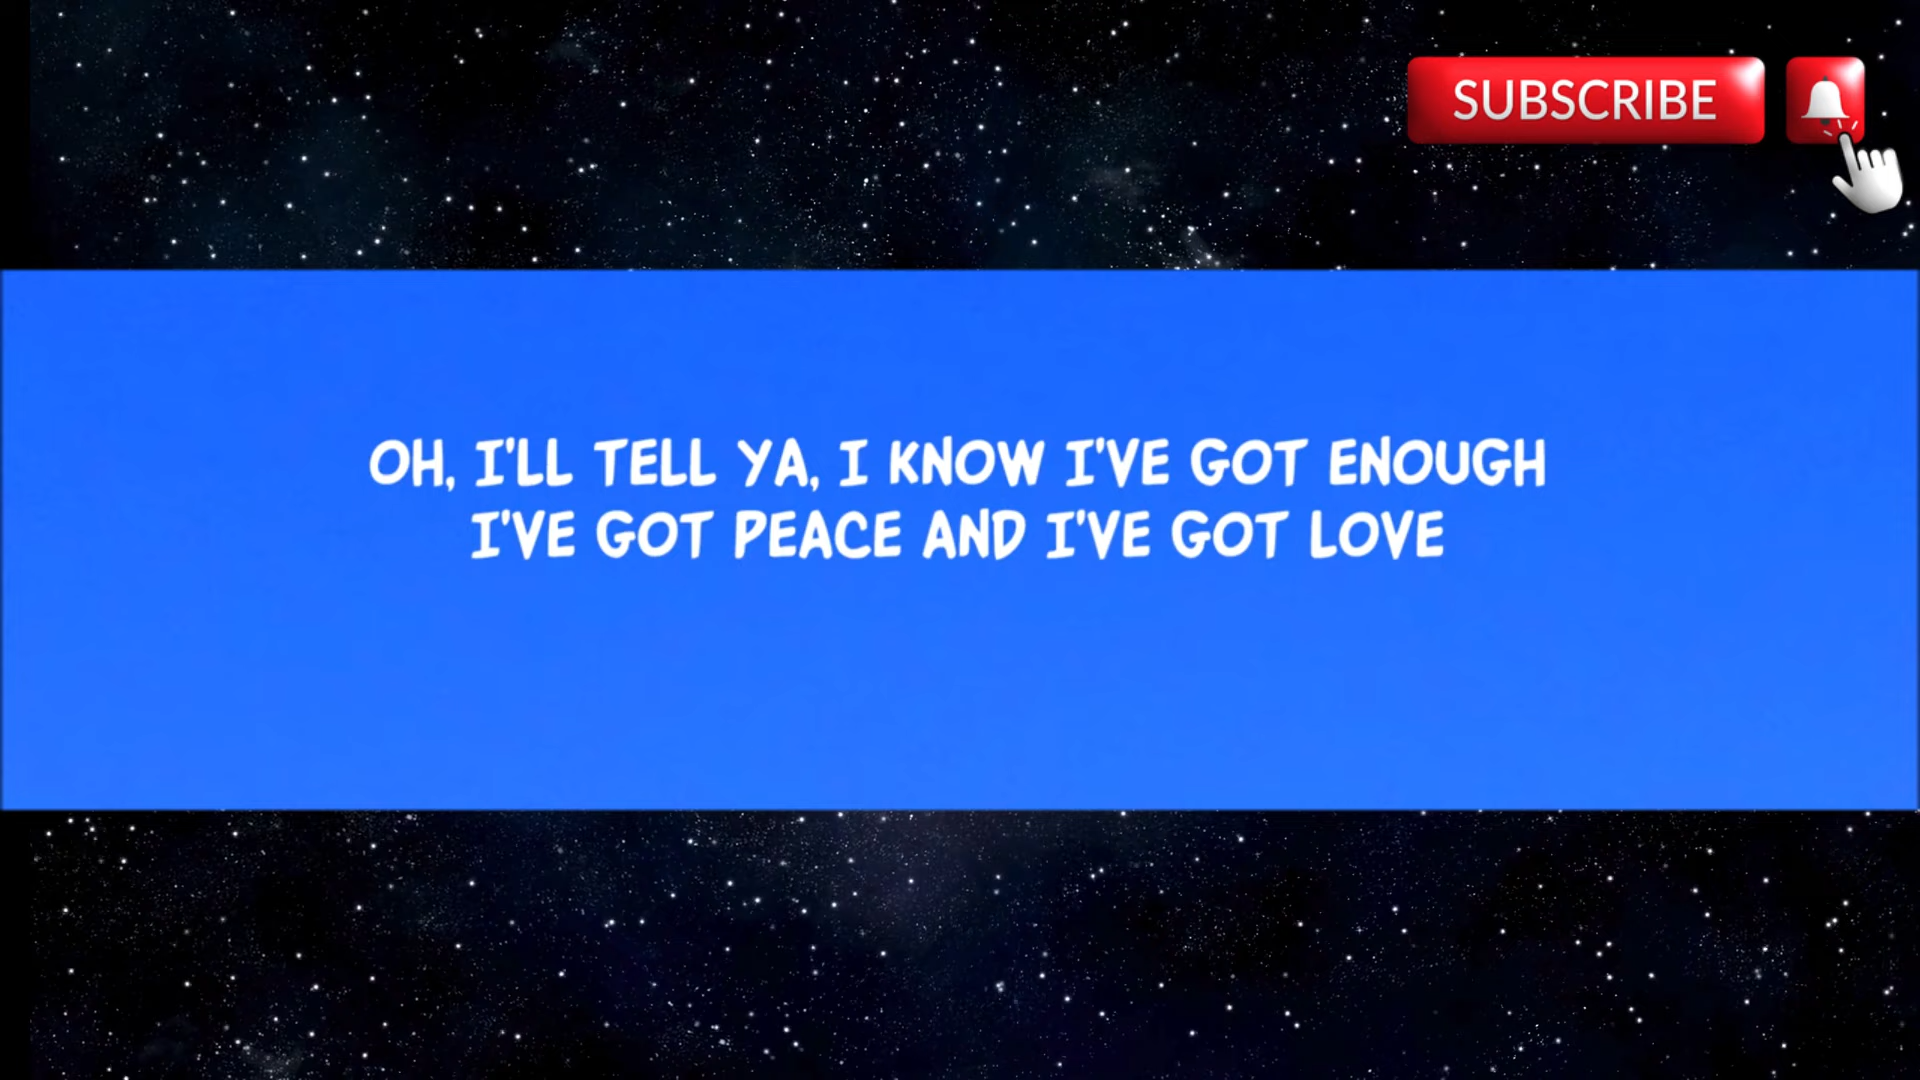 SUBSCRIBE
OH, I'LL TELL YA, I KNOW I'VE GOT ENOUGH
I'VE GOT PEACE AND I'VE GOT LOVE